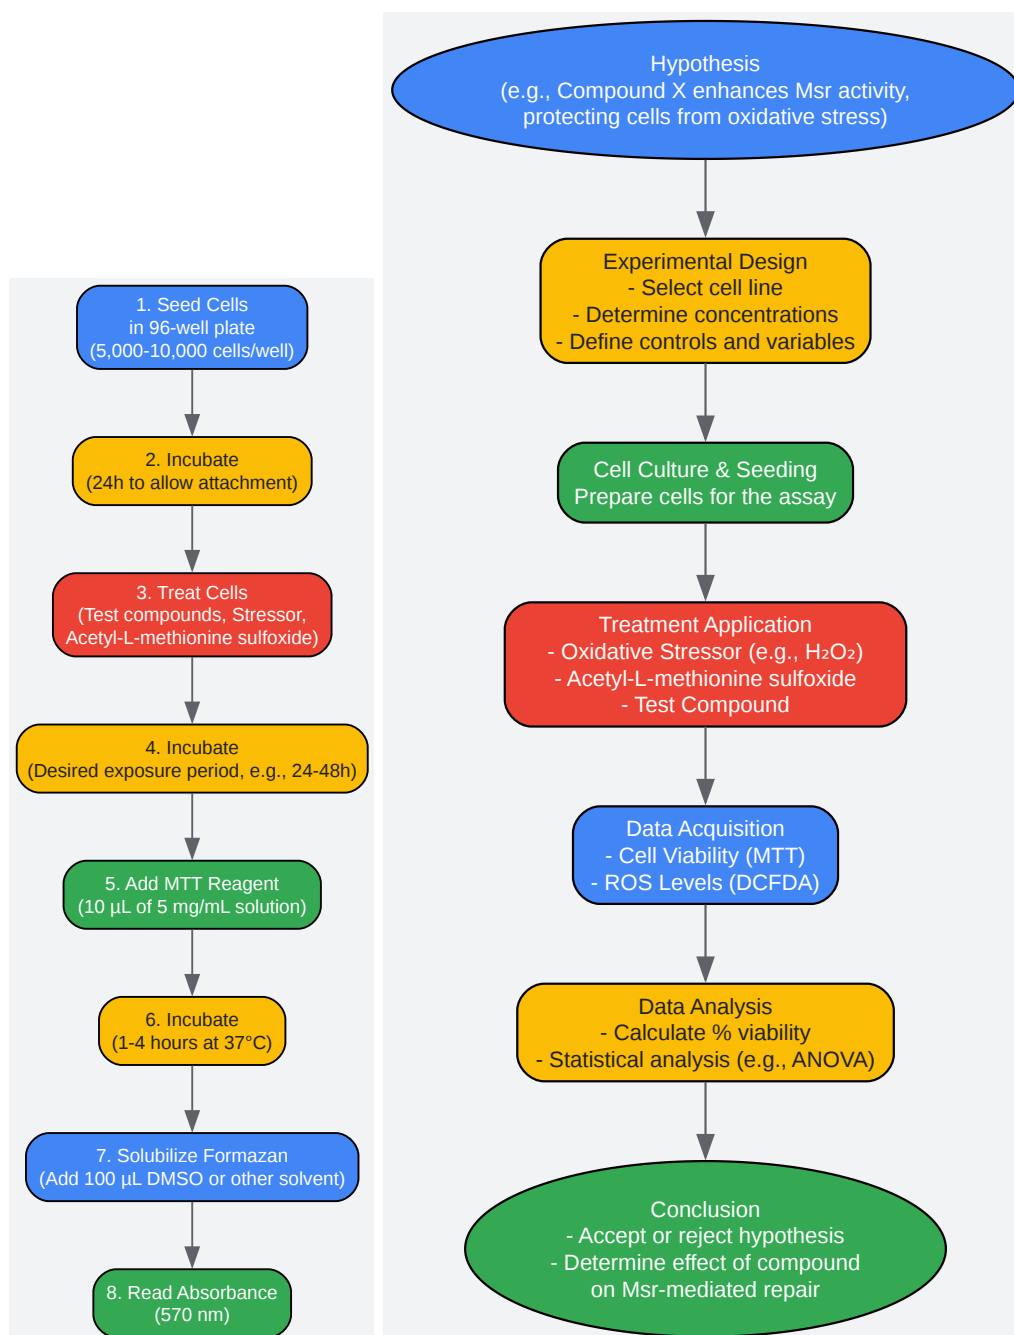 1. Seed Cells
in 96-well plate
(5,000-10,000 cells/well)
2. Incubate
(24h to allow attachment)
3. Treat Cells
(Test compounds, Stressor,
Acetyl-L-methionine sulfoxide)
4. Incubate
(Desired exposure period, e.g., 24-48h)
5. Add MTT Reagent
(10 µL of 5 mg/mL solution)
6. Incubate
(1-4 hours at 37°C)
7. Solubilize Formazan
(Add 100 µL DMSO or other solvent)
8. Read Absorbance
(570 nm)
Hypothesis
(e.g., Compound X enhances Msr activity,
protecting cells from oxidative stress)
Experimental Design
- Select cell line
- Determine concentrations
- Define controls and variables
Cell Culture & Seeding
Prepare cells for the assay
Treatment Application
- Oxidative Stressor (e.g., H₂O₂)
- Acetyl-L-methionine sulfoxide
- Test Compound
Data Acquisition
- Cell Viability (MTT)
- ROS Levels (DCFDA)
Data Analysis
- Calculate % viability
- Statistical analysis (e.g., ANOVA)
Conclusion
- Accept or reject hypothesis
- Determine effect of compound
on Msr-mediated repair